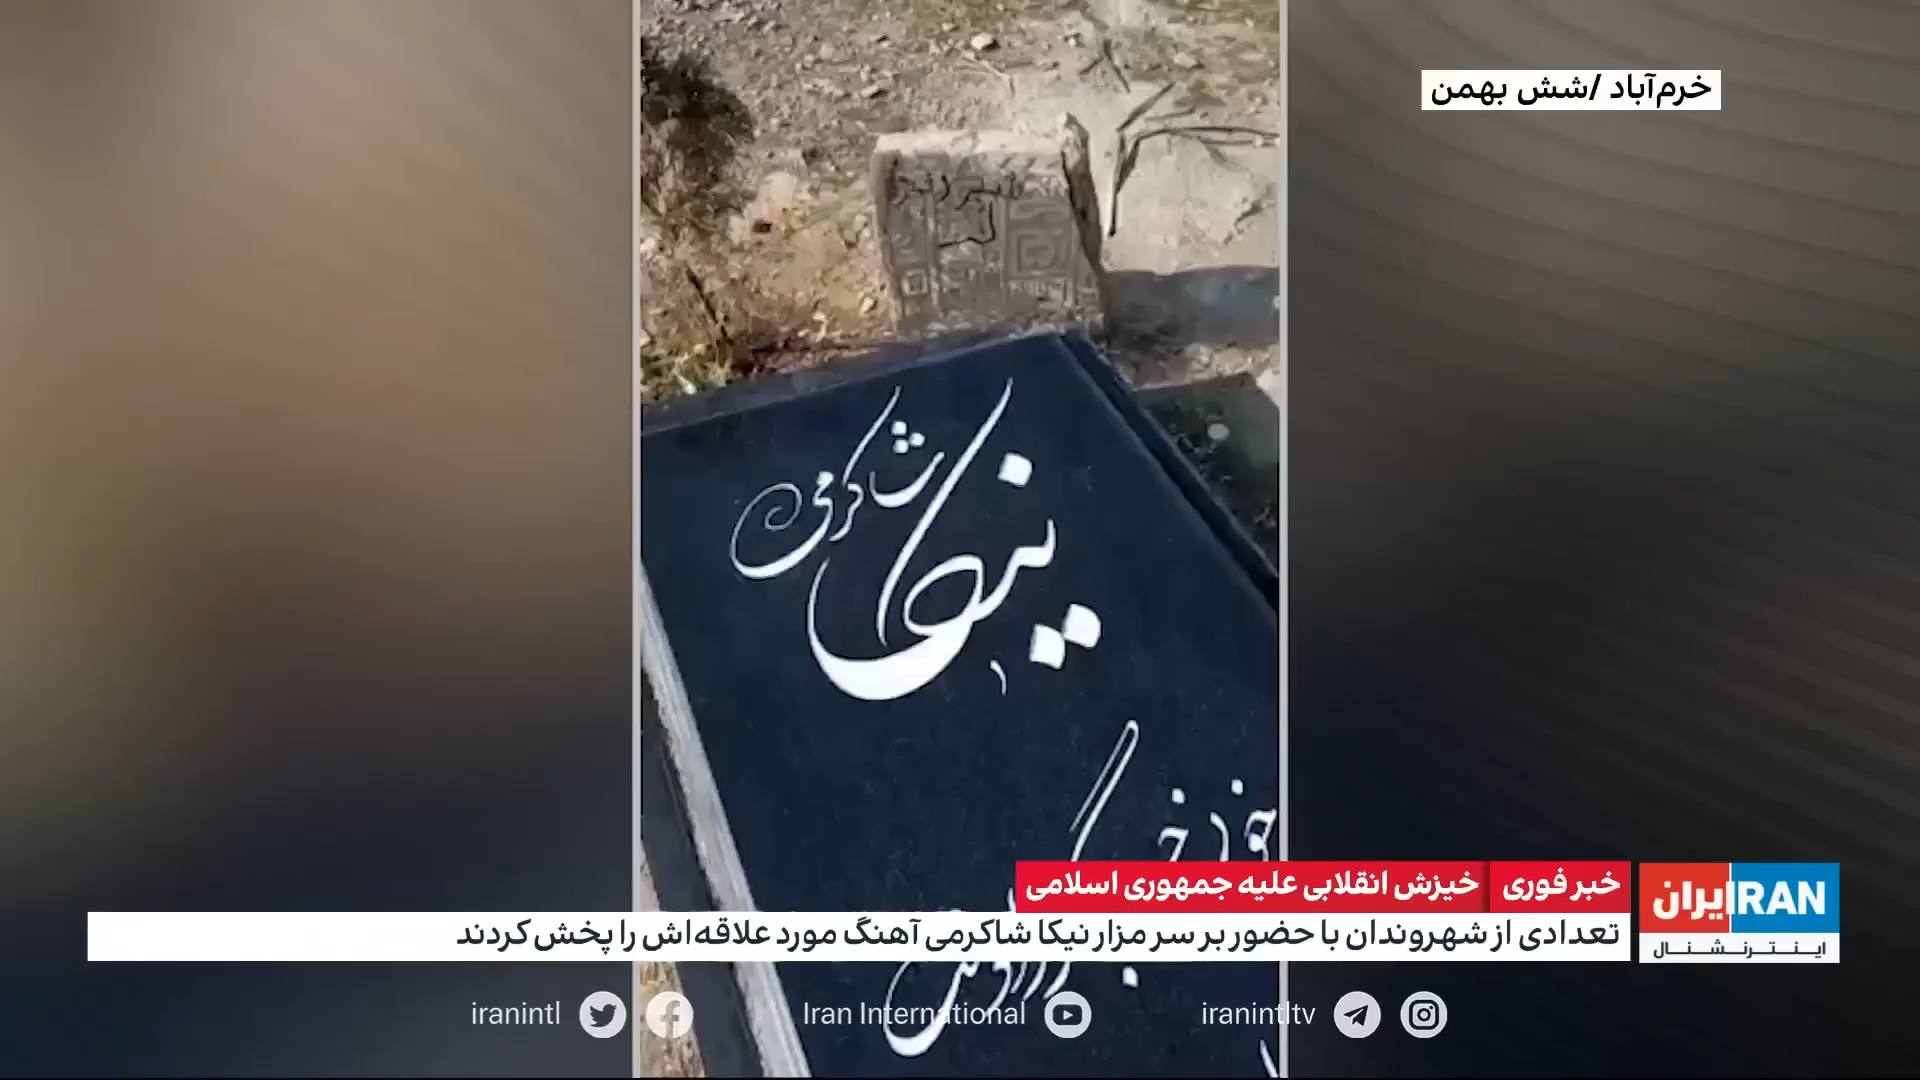 خرم‌آباد /شش بهمن
نیکا
شاکرمی
خبر فوری
خیزش انقلابی علیه جمهوری اسلامی
تعدادی از شهروندان با حضور بر سر مزار نیکا شاکرمی آهنگ مورد علاقه‌اش را پخش کردند
ایران IRAN
اینترنشنال
iranintl
Iran International
iranintltv